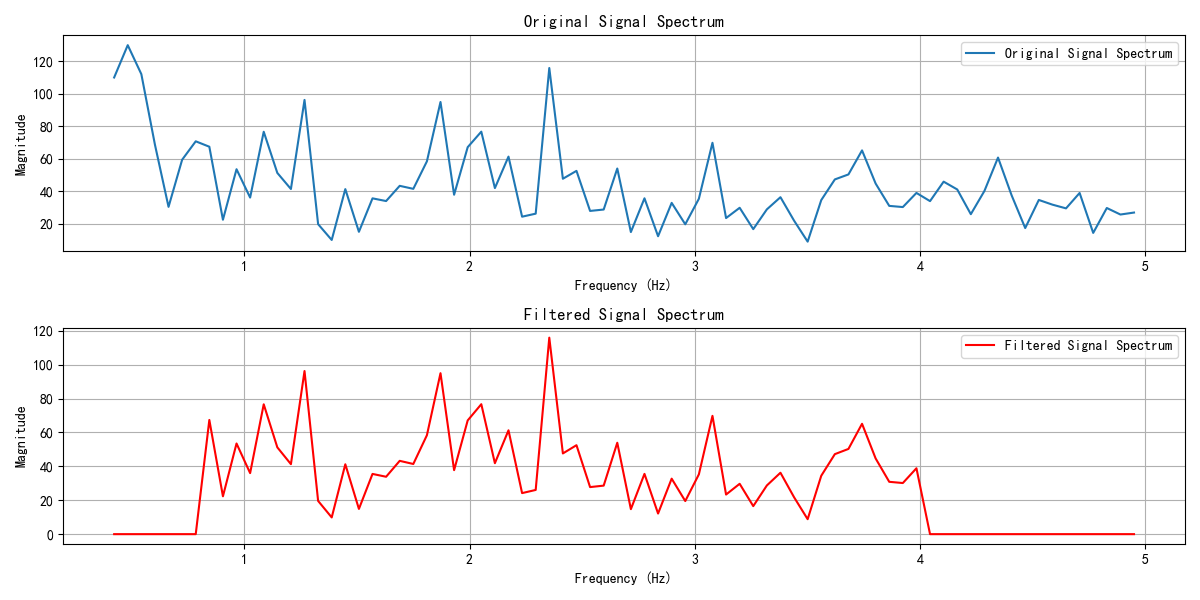 Original Signal Spectrum
Original Signal Spectrum
120
100
80
60
40
20
Magnitude
1
2
3
4
5
Frequency (Hz)
Filtered Signal Spectrum
Filtered Signal Spectrum
120
100
80
60
40
20
0
Magnitude
1
2
3
4
5
Frequency (Hz)